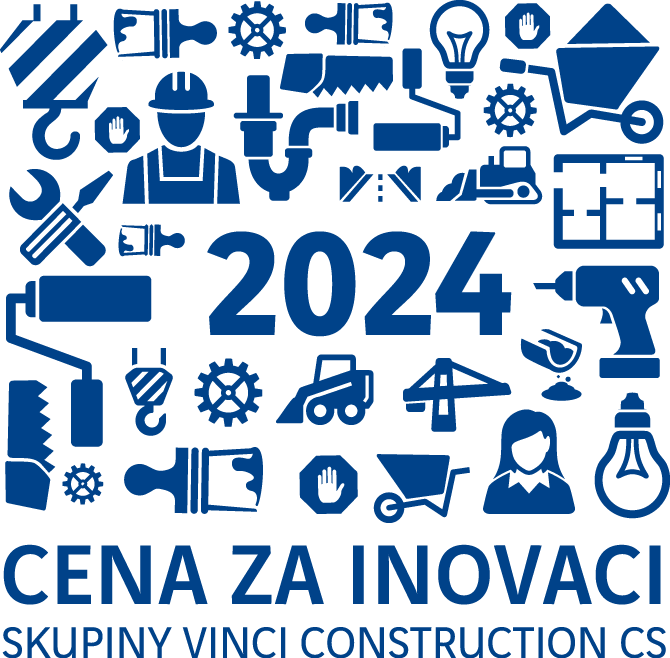 2024
CENA ZA INOVACI
SKUPINY VINCI CONSTRUCTION CS